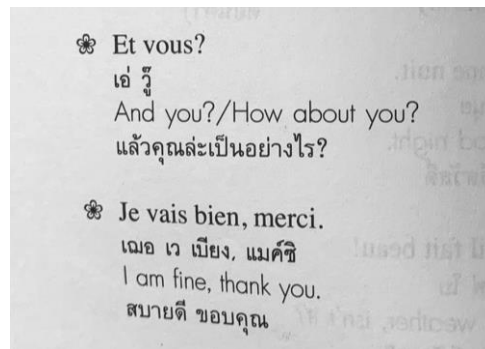 ❀ Et vous?
เอ่ วู๊
And you?/How about you?
แล้วคุณล่ะเป็นอย่างไร?
❀ Je vais bien, merci.
เฌอ เว เบียง, แมค์ซิ
I am fine, thank you.
สบายดี ขอบคุณ